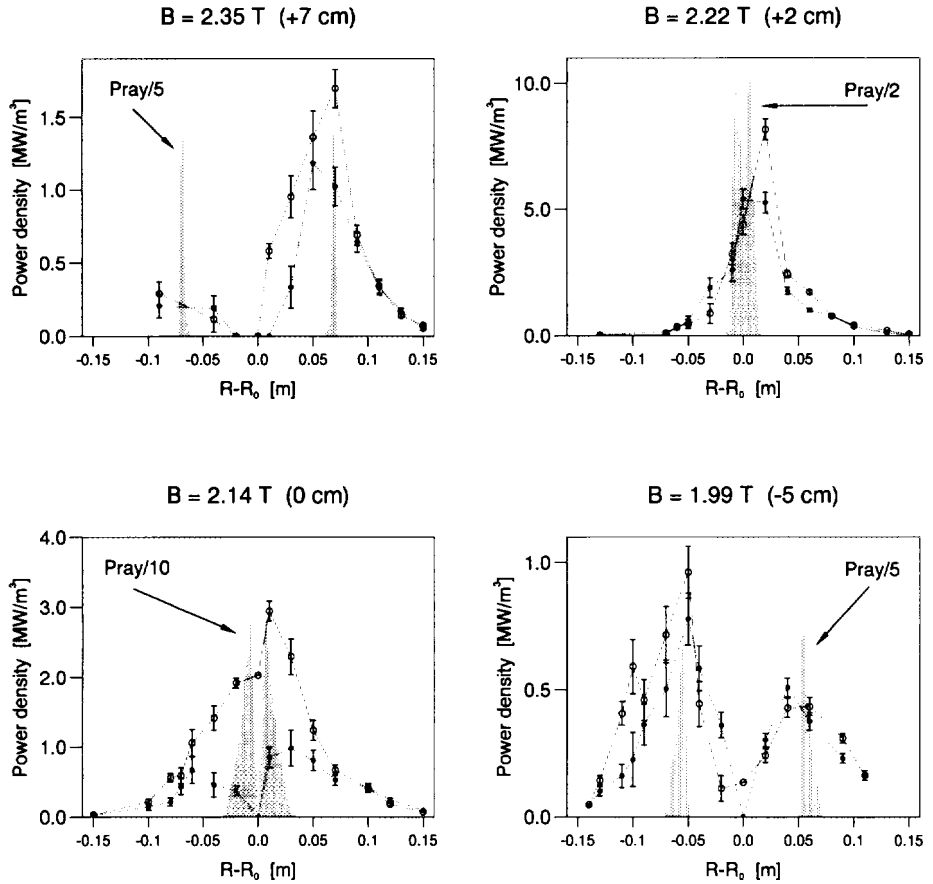 B = 2.35 T (+7 cm)
Pray/5
Power density [MW/m³]
1.5
1.0
0.5
0.0
-0.15 -0.1 -0.05 0.0 0.05 0.1 0.15
R-R₀ [m]
B = 2.22 T (+2 cm)
Pray/2
Power density [MW/m³]
10.0
5.0
0.0
-0.15 -0.1 -0.05 0.0 0.05 0.1 0.15
R-R₀ [m]
B = 2.14 T (0 cm)
Pray/10
Power density [MW/m³]
4.0
3.0
2.0
1.0
0.0
-0.15 -0.1 -0.05 0.0 0.05 0.1 0.15
R-R₀ [m]
B = 1.99 T (-5 cm)
Pray/5
Power density [MW/m³]
1.0
0.5
0.0
-0.15 -0.1 -0.05 0.0 0.05 0.1 0.15
R-R₀ [m]